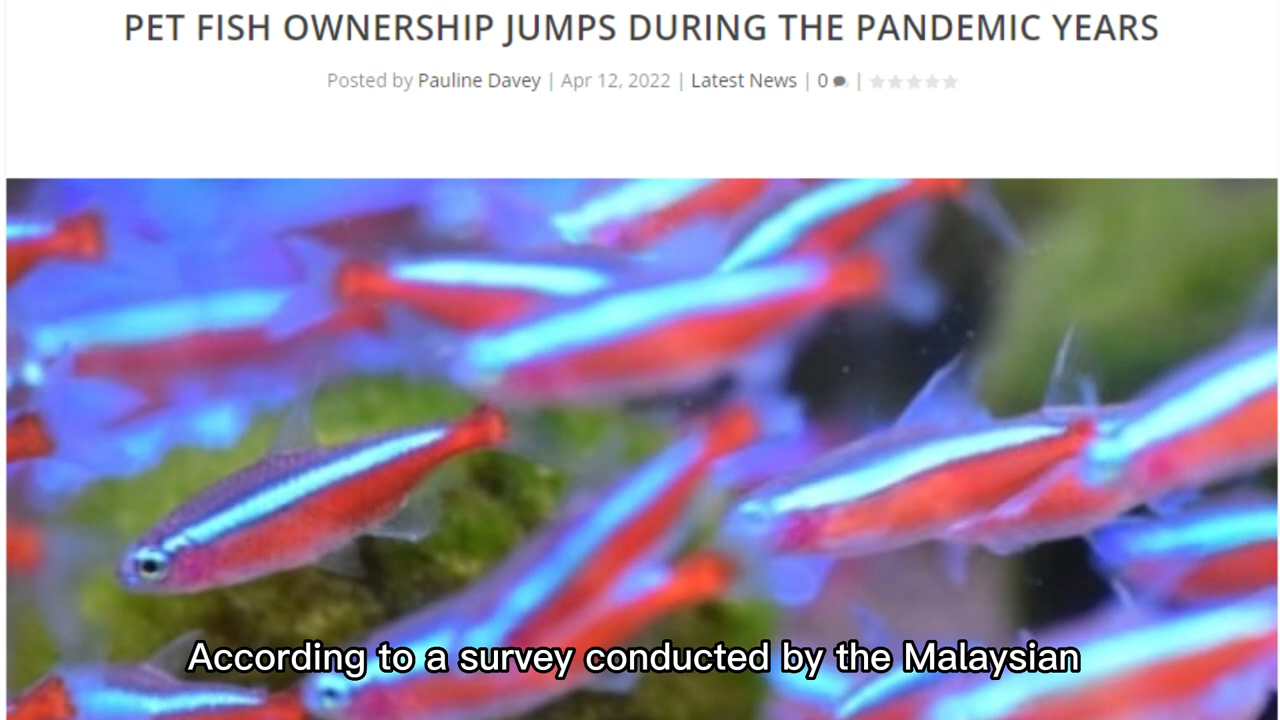 PET FISH OWNERSHIP JUMPS DURING THE PANDEMIC YEARS
Posted by Pauline Davey | Apr 12, 2022 | Latest News | 0 |
According to a survey conducted by the Malaysian